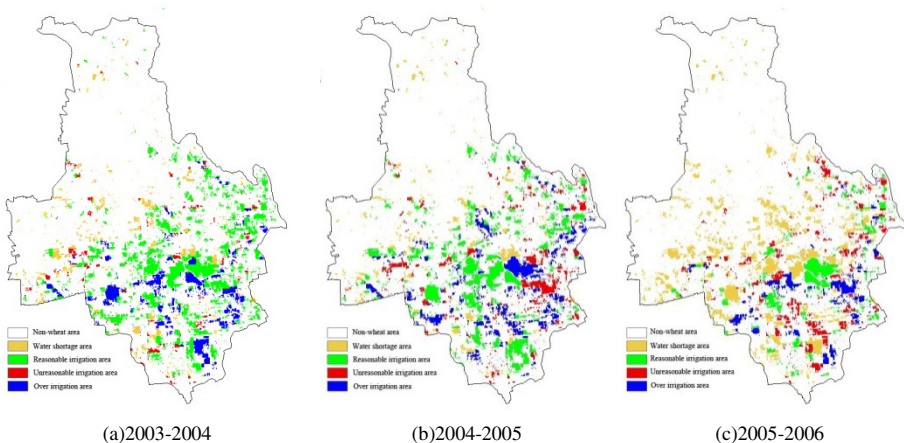 Non-wheat area
Water shortage area
Reasonable irrigation area
Unreasonable irrigation area
Over irrigation area
Non-wheat area
Water shortage area
Reasonable irrigation area
Unreasonable irrigation area
Over irrigation area
Non-wheat area
Water shortage area
Reasonable irrigation area
Unreasonable irrigation area
Over irrigation area
(a)2003-2004
(b)2004-2005
(c)2005-2006